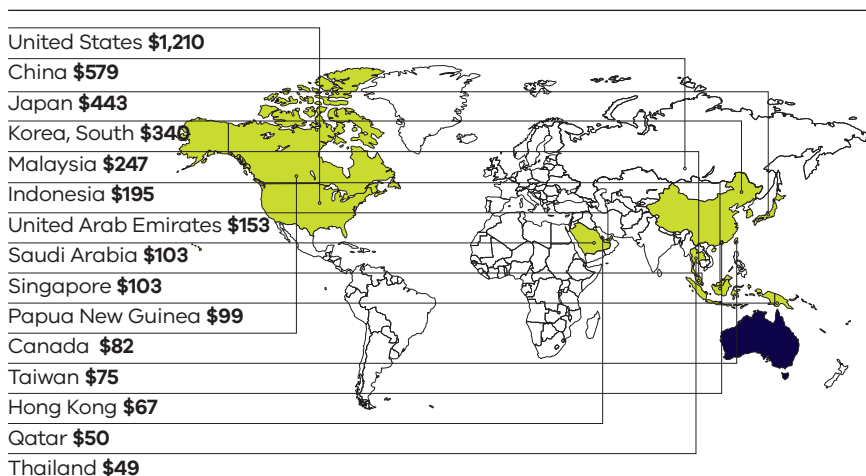 United States $1,210
China $579
Japan $443
Korea, South $340
Malaysia $247
Indonesia $195
United Arab Emirates $153
Saudi Arabia $103
Singapore $103
Papua New Guinea $99
Canada $82
Taiwan $75
Hong Kong $67
Qatar $50
Thailand $49